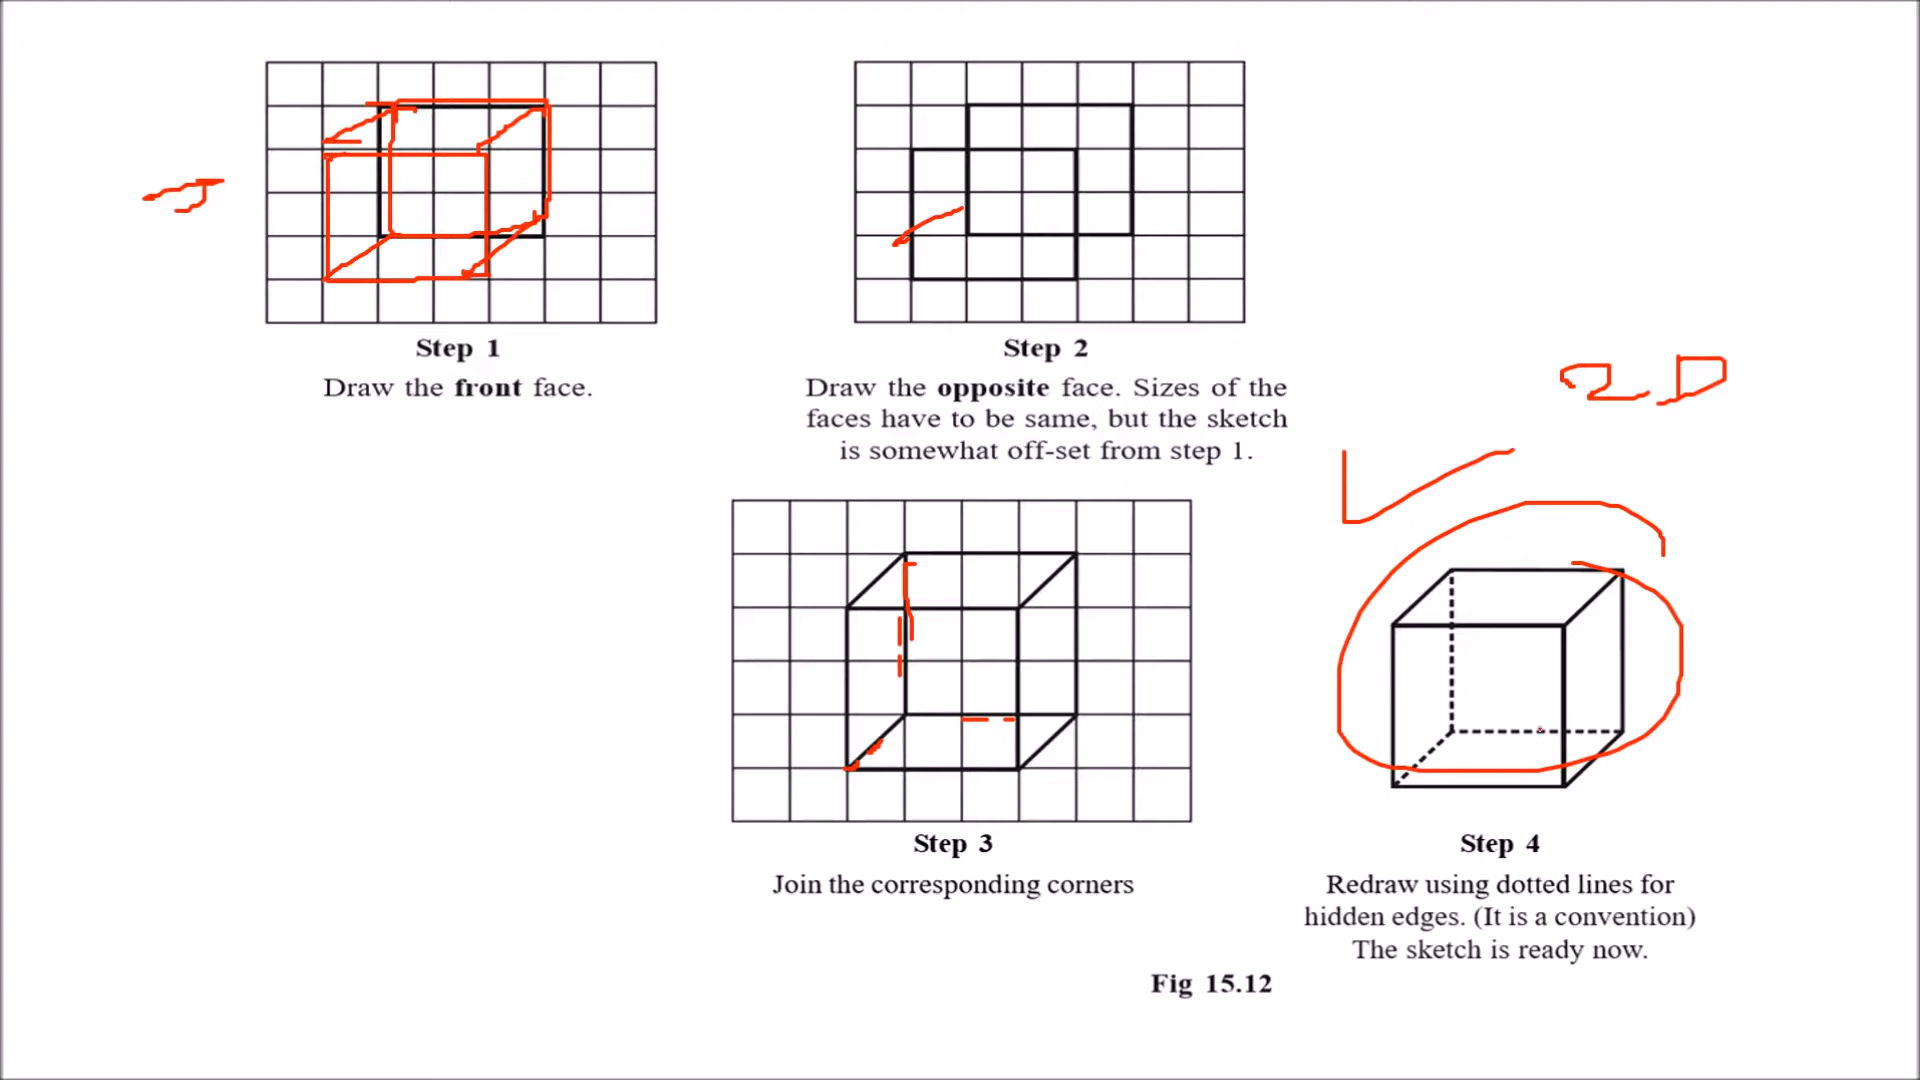 Step 1
Draw the front face.
Step 2
Draw the opposite face. Sizes of the
faces have to be same, but the sketch
is somewhat off-set from step 1.
2D
Step 3
Join the corresponding corners
Step 4
Redraw using dotted lines for
hidden edges. (It is a convention)
The sketch is ready now.
Fig 15.12